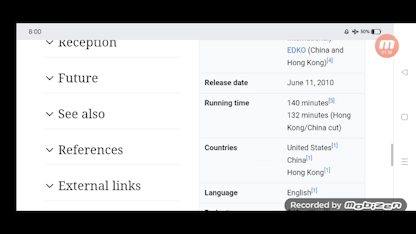 8:00
50%
Reception
Future
See also
References
External links
EDKO (China and
Hong Kong)[4]
Release date June 11, 2010
Running time 140 minutes[5]
132 minutes (Hong
Kong/China cut)
Countries United States[1]
China[1]
Hong Kong[1]
Language English[1]
Recorded by mobizen